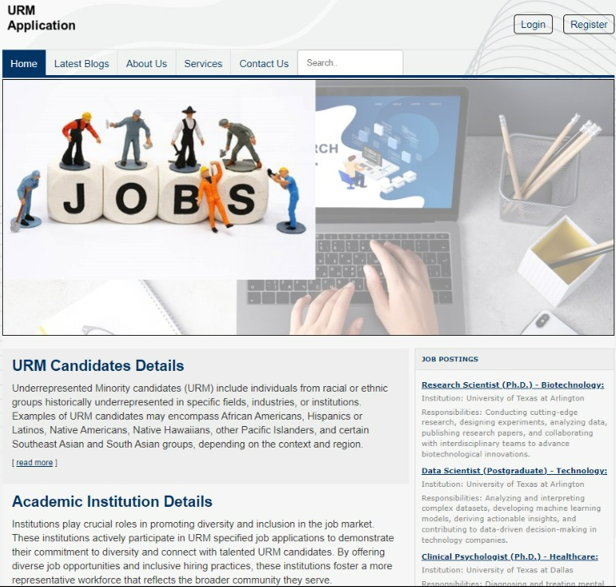 URM
Application
Login
Register
Home
Latest Blogs
About Us
Services
Contact Us
Search..
JOBS
URM Candidates Details
Underrepresented Minority candidates (URM) include individuals from racial or ethnic
groups historically underrepresented in specific fields, industries, or institutions.
Examples of URM candidates may encompass African Americans, Hispanics or
Latinos, Native Americans, Native Hawaiians, other Pacific Islanders, and certain
Southeast Asian and South Asian groups, depending on the context and region.
[ read more ]
Academic Institution Details
Institutions play crucial roles in promoting diversity and inclusion in the job market.
These institutions actively participate in URM specified job applications to demonstrate
their commitment to diversity and connect with talented URM candidates. By offering
diverse job opportunities and inclusive hiring practices, these institutions foster a more
representative workforce that reflects the broader community they serve.
JOB POSTINGS
Research Scientist (Ph.D.) - Biotechnology:
Institution: University of Texas at Arlington
Responsibilities: Conducting cutting-edge
research, designing experiments, analyzing data,
publishing research papers, and collaborating
with interdisciplinary teams to advance
biotechnological innovations.
Data Scientist (Postgraduate) - Technology:
Institution: University of Texas at Arlington
Responsibilities: Analyzing and interpreting
complex datasets, developing machine learning
models, deriving actionable insights, and
contributing to data-driven decision-making in
technology companies.
Clinical Psychologist (Ph.D.) - Healthcare:
Institution: University of Texas at Dallas
Responsibilities: Diagnosing and treating mental